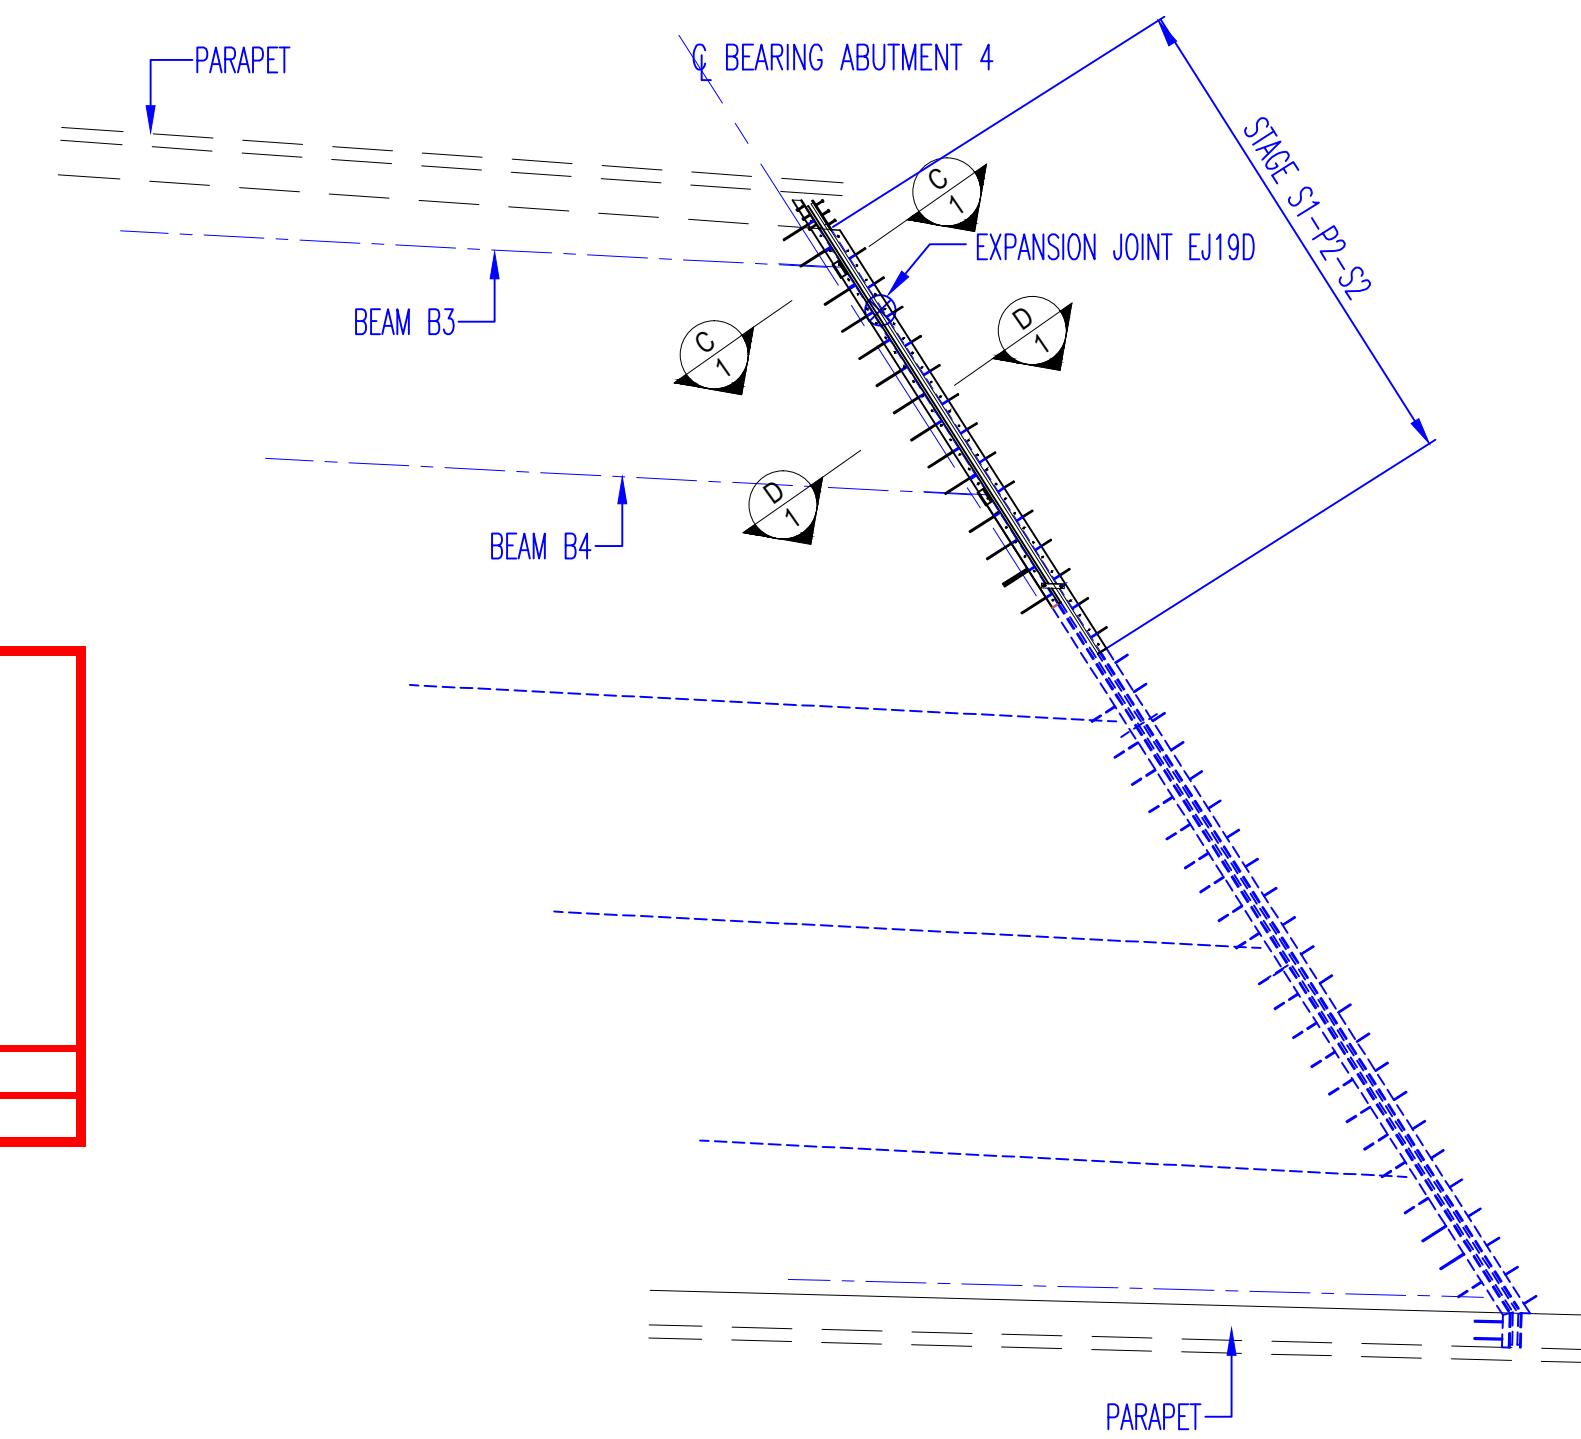 PARAPET
℄ BEARING ABUTMENT 4
STAGE S1-P2-S2
C
1
EXPANSION JOINT EJ19D
BEAM B3
C
1
D
1
D
1
BEAM B4
PARAPET